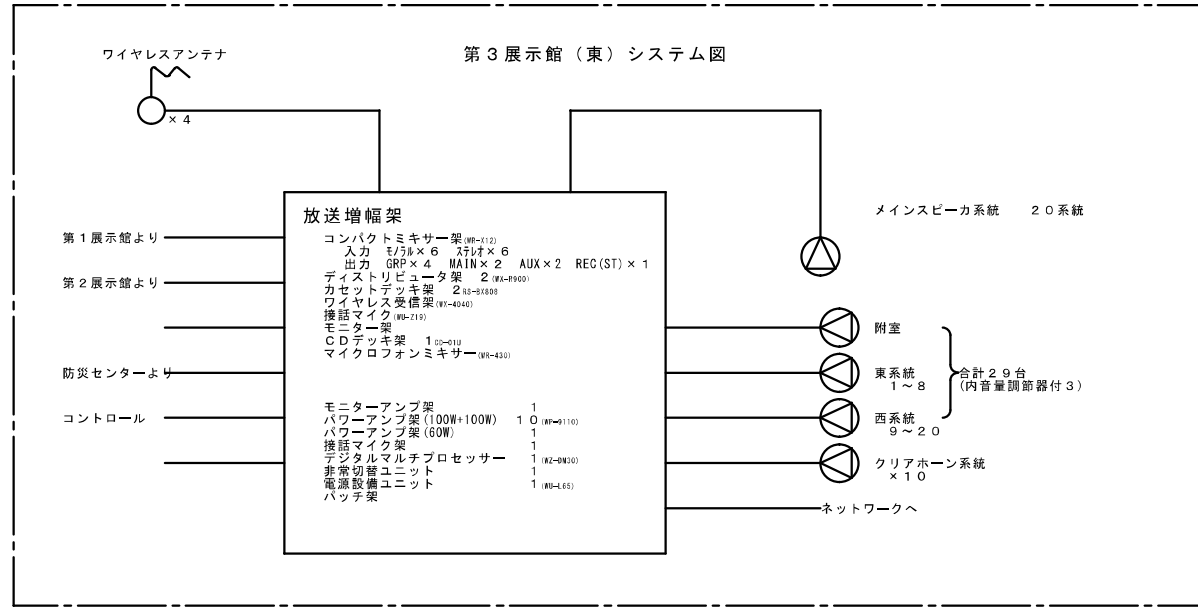 第３展示館（東）システム図
ワイヤレスアンテナ
×４
メインスピーカ系統　２０系統
放送増幅架
コンパクトミキサー架(WR-X12)
入力　モノラル×６　ステレオ×６
出力　GRP×４　MAIN×２　AUX×２　REC(ST)×１
ディストリビュータ架　２(WX-R900)
カセットデッキ架　２RS-BX808
ワイヤレス受信架(WX-4040)
接話マイク(WU-Z19)
モニター架
ＣＤデッキ架　１CD-01U
マイクロフォンミキサー(WR-430)
モニターアンプ架　１
パワーアンプ架(100W+100W)　１０(WP-9110)
パワーアンプ架(60W)　１
接話マイク架　１
デジタルマルチプロセッサー　１(WZ-DM30)
非常切替ユニット　１
電源設備ユニット　１(WU-L65)
パッチ架
第１展示館より
第２展示館より
防災センターより
コントロール
附室
東系統
１～８
西系統
９～２０
合計２９台
(内音量調節器付３)
クリアホーン系統
×１０
ネットワークへ